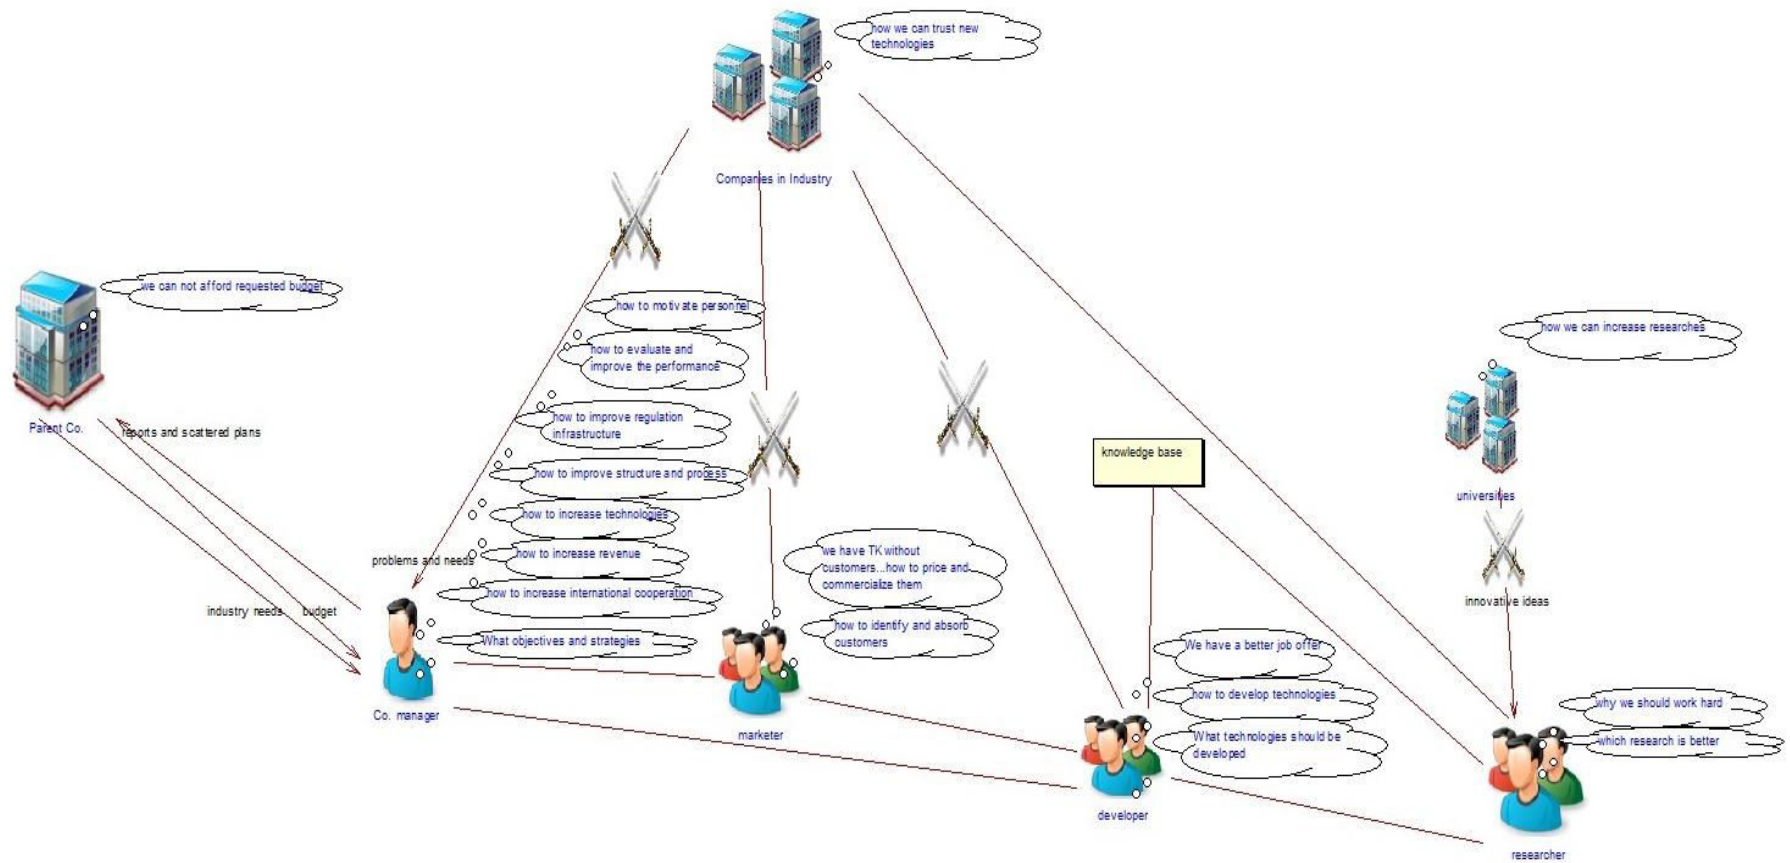 how we can trust new
technologies
Companies in Industry
we can not afford requested budget
Parent Co.
reports and scattered plans
industry needs
budget
problems and needs
how to motivate personnel
how to evaluate and
improve the performance
how to improve regulation
infrastructure
how to improve structure and process
how to increase technologies
how to increase revenue
how to increase international cooperation
What objectives and strategies
Co. manager
we have TK without
customers...how to price and
commercialize them
how to identify and absorb
customers
marketer
knowledge base
We have a better job offer
how to develop technologies
What technologies should be
developed
developer
how we can increase researches
universities
innovative ideas
why we should work hard
which research is better
researcher